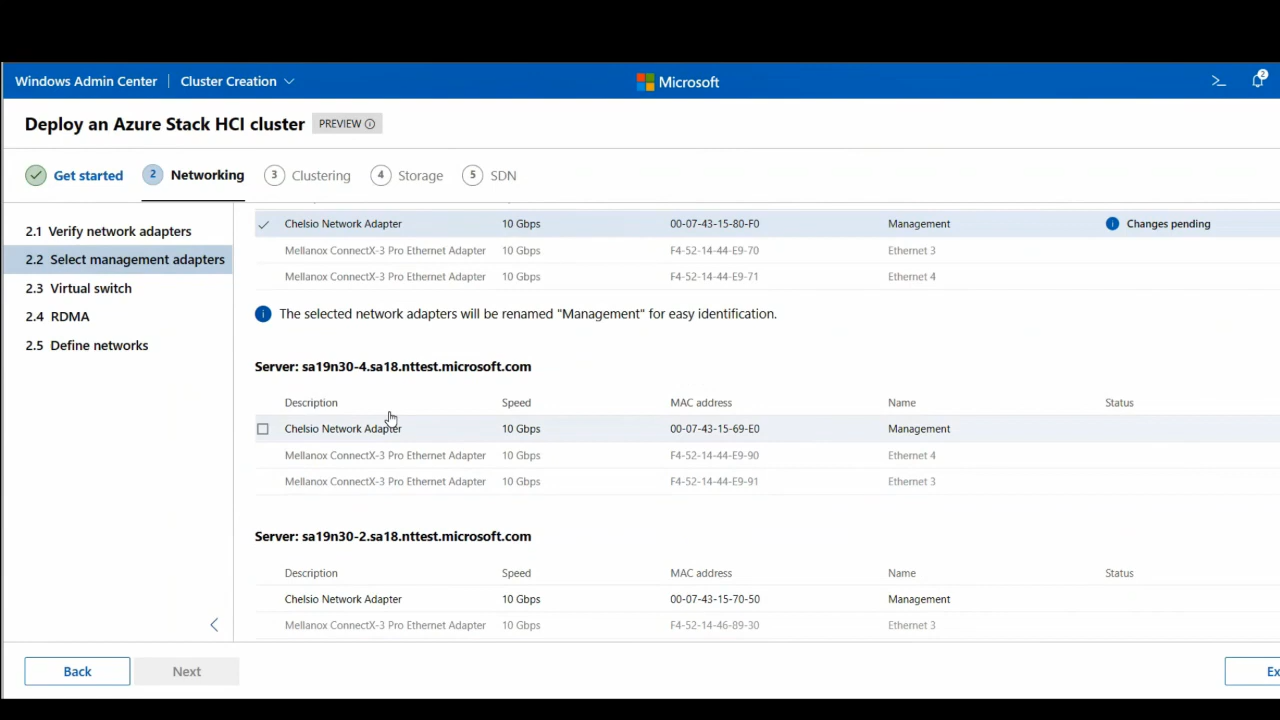 Windows Admin Center | Cluster Creation Microsoft 2
Deploy an Azure Stack HCI cluster PREVIEW
Get started 2 Networking 3 Clustering 4 Storage 5 SDN
2.1 Verify network adapters
2.2 Select management adapters
2.3 Virtual switch
2.4 RDMA
2.5 Define networks
Chelsio Network Adapter 10 Gbps 00-07-43-15-80-F0 Management Changes pending
Mellanox ConnectX-3 Pro Ethernet Adapter 10 Gbps F4-52-14-44-E9-70 Ethernet 3
Mellanox ConnectX-3 Pro Ethernet Adapter 10 Gbps F4-52-14-44-E9-71 Ethernet 4
The selected network adapters will be renamed "Management" for easy identification.
Server: sa19n30-4.sa18.nttest.microsoft.com
Description Speed MAC address Name Status
Chelsio Network Adapter 10 Gbps 00-07-43-15-69-E0 Management
Mellanox ConnectX-3 Pro Ethernet Adapter 10 Gbps F4-52-14-44-E9-90 Ethernet 4
Mellanox ConnectX-3 Pro Ethernet Adapter 10 Gbps F4-52-14-44-E9-91 Ethernet 3
Server: sa19n30-2.sa18.nttest.microsoft.com
Description Speed MAC address Name Status
Chelsio Network Adapter 10 Gbps 00-07-43-15-70-50 Management
Mellanox ConnectX-3 Pro Ethernet Adapter 10 Gbps F4-52-14-46-89-30 Ethernet 3
Back Next Ex